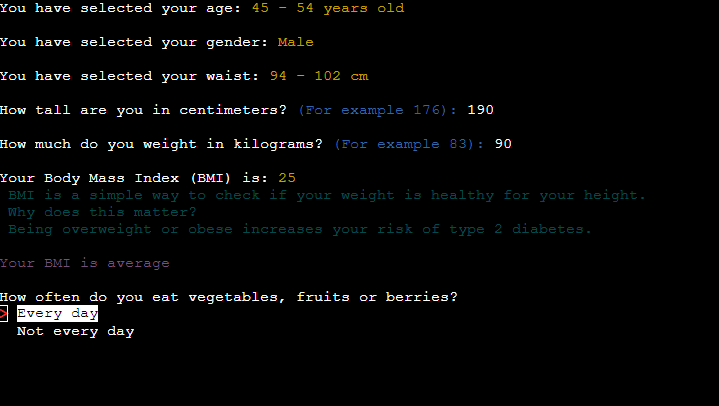 You have selected your age: 45 - 54 years old
You have selected your gender: Male
You have selected your waist: 94 - 102 cm
How tall are you in centimeters? (For example 176): 190
How much do you weight in kilograms? (For example 83): 90
Your Body Mass Index (BMI) is: 25
BMI is a simple way to check if your weight is healthy for your height.
Why does this matter?
Being overweight or obese increases your risk of type 2 diabetes.
Your BMI is average
How often do you eat vegetables, fruits or berries?
> Every day
Not every day